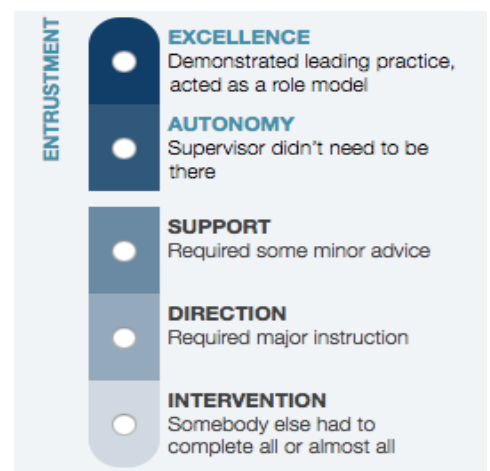 ENTRUSTMENT
EXCELLENCE
Demonstrated leading practice,
acted as a role model
AUTONOMY
Supervisor didn't need to be
there
SUPPORT
Required some minor advice
DIRECTION
Required major instruction
INTERVENTION
Somebody else had to
complete all or almost all